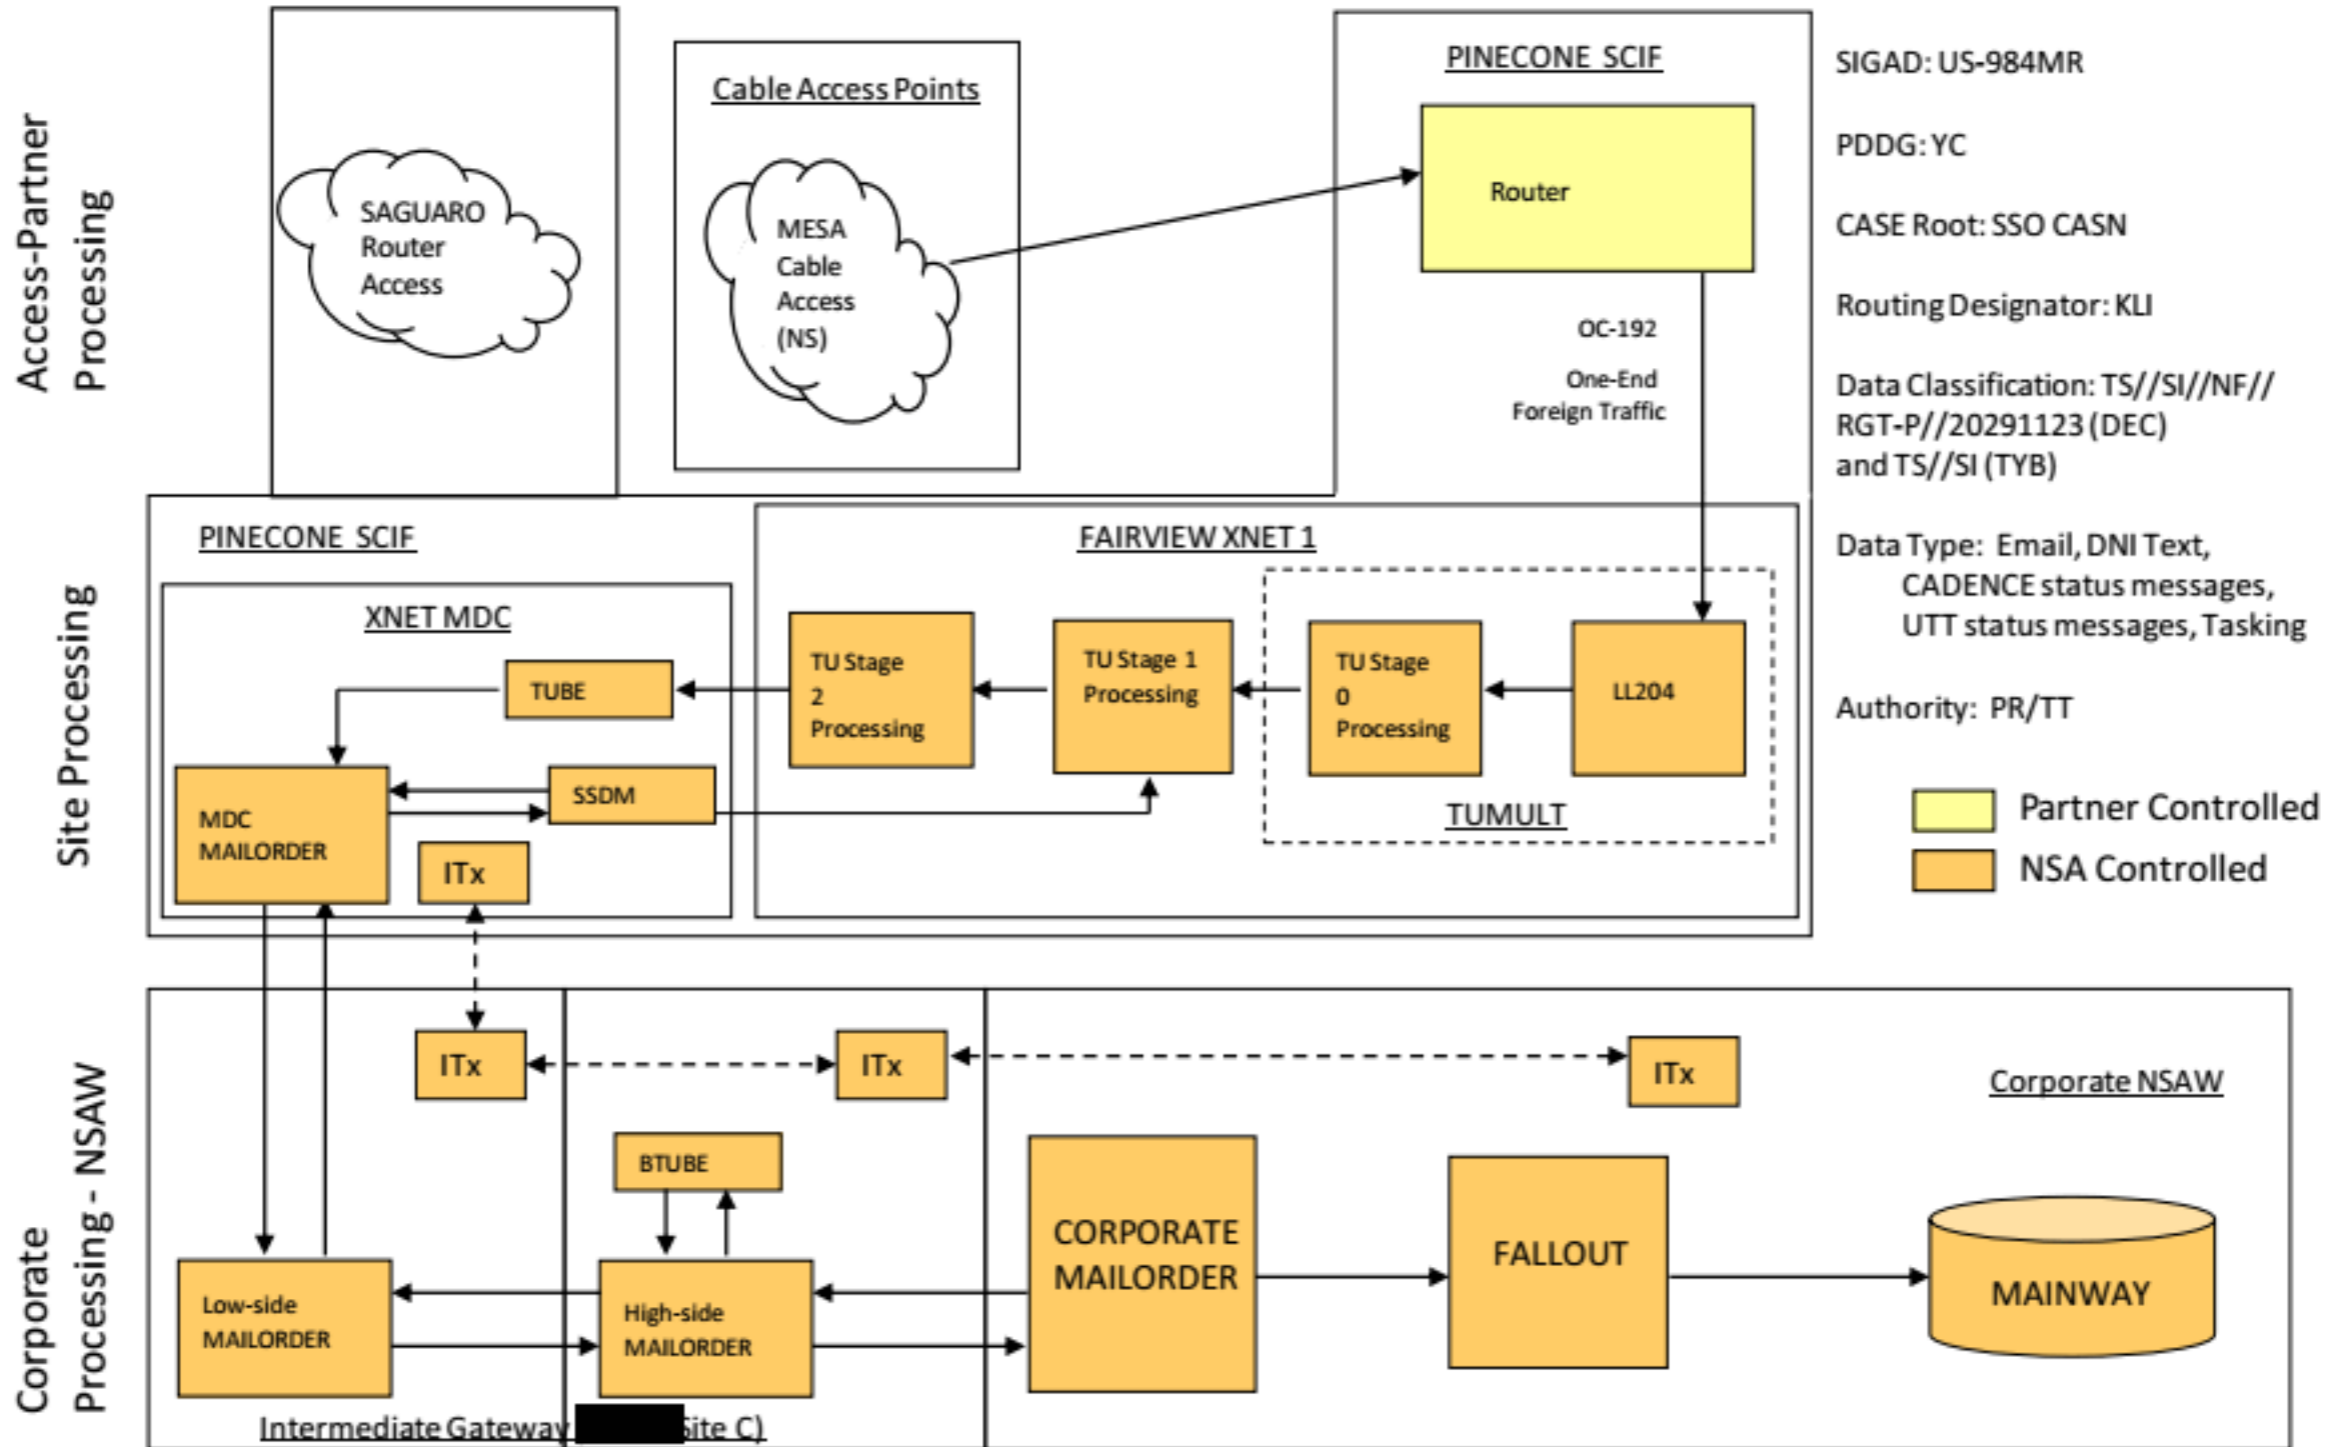 Access-Partner
Processing
SAGUARO
Router
Access
Cable Access Points
MESA
Cable
Access
(NS)
PINECONE SCIF
Router
OC-192
One-End
Foreign Traffic
SIGAD: US-984MR
PDDG: YC
CASE Root: SSO CASN
Routing Designator: KLI
Data Classification: TS//SI//NF//
RGT-P//20291123 (DEC)
and TS//SI (TYB)
Data Type: Email, DNI Text,
CADENCE status messages,
UTT status messages, Tasking
Authority: PR/TT
Partner Controlled
NSA Controlled
Site Processing
PINECONE SCIF
XNET MDC
TUBE
MDC
MAILORDER
SSDM
ITx
FAIRVIEW XNET 1
TU Stage
2
Processing
TU Stage 1
Processing
TU Stage
0
Processing
LL204
TUMULT
Corporate
Processing - NSAW
ITx
ITx
ITx
Corporate NSAW
BTUBE
Low-side
MAILORDER
High-side
MAILORDER
CORPORATE
MAILORDER
FALLOUT
MAINWAY
Intermediate Gateway Site C)